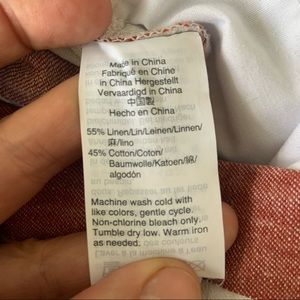 Made in China
Fabriqué en Chine
in China Hergestellt
Vervaardigd in China
中国製
Hecho en China
55% Linen/Lin/Leinen/Linnen/
麻/lino
45% Cotton/Coton/
Baumwolle/Katoen/綿/
algodón
Machine wash cold with
like colors, gentle cycle.
Non-chlorine bleach only.
Tumble dry low. Warm iron
as needed.